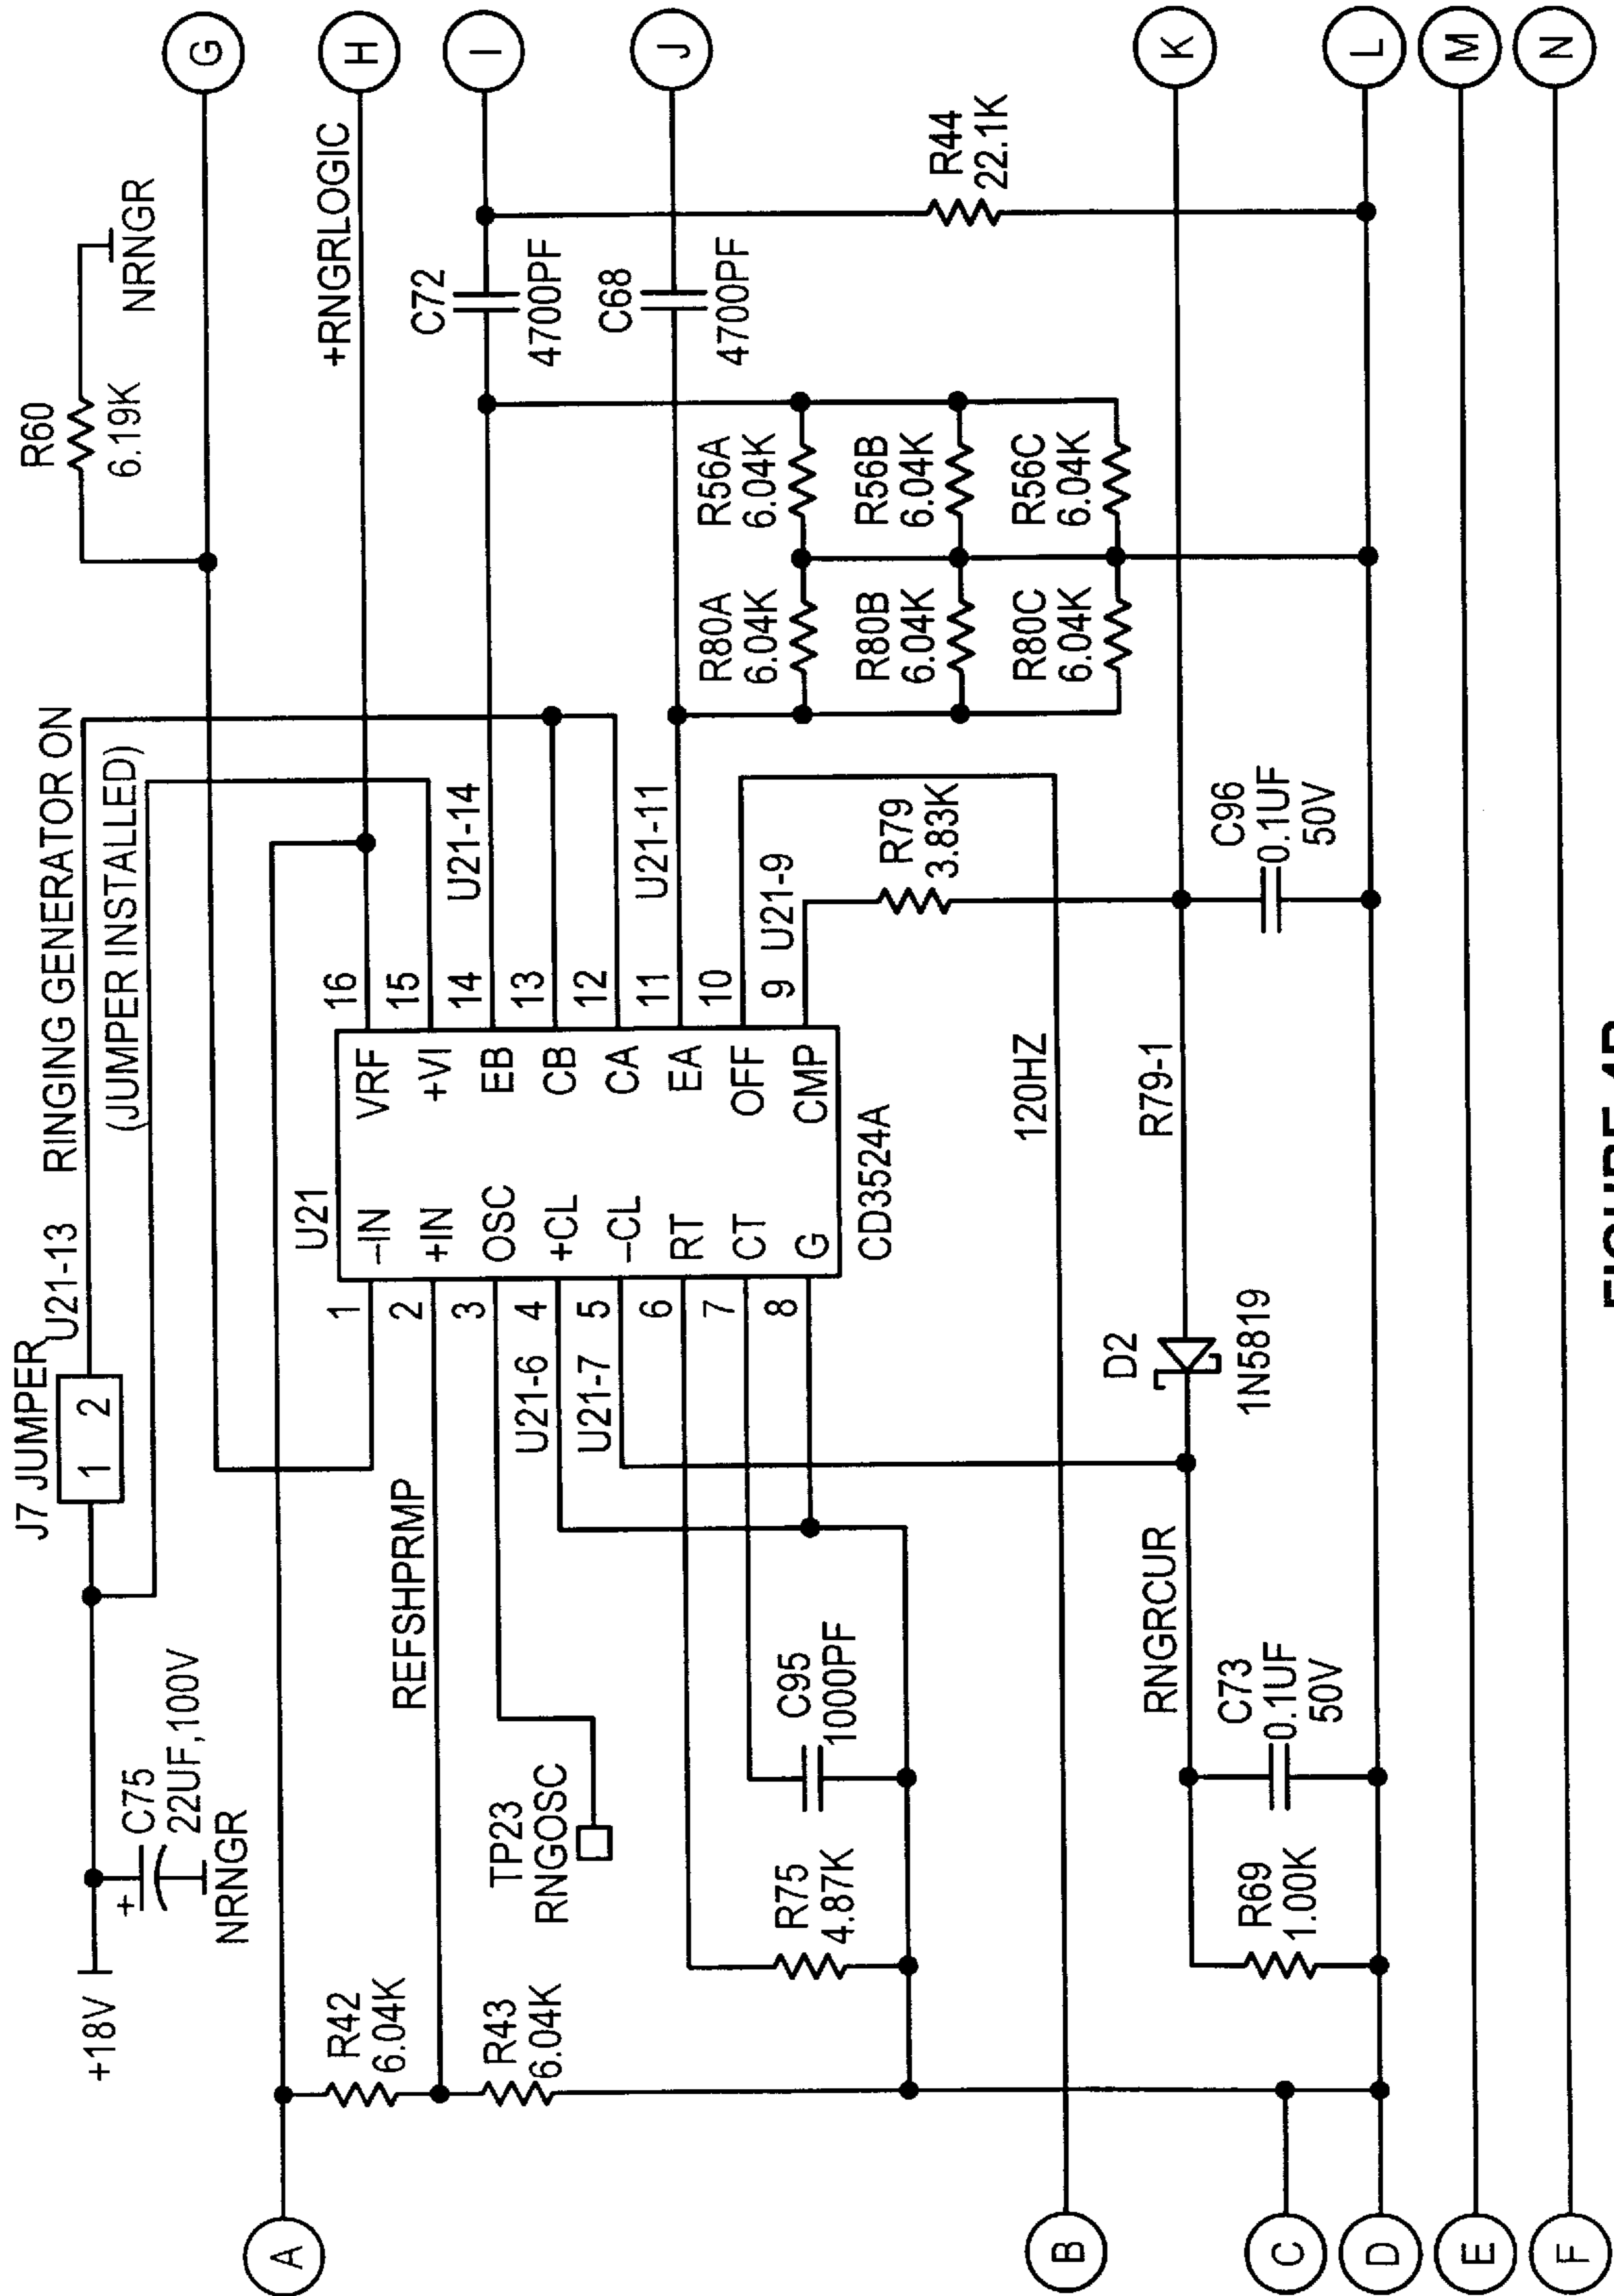 +18V
C75
22UF,100V
+
NRNGR
J7 JUMPER
1 2
U21-13
RINGING GENERATOR ON
(JUMPER INSTALLED)
R60
6.19K
NRNGR
G
+RNGRLOGIC
H
I
J
A
R42
6.04K
REFSHPRMP
R43
6.04K
TP23
RNGOSC
U21
1 -IN VRF 16
2 +IN +VI 15
3 OSC EB 14
4 +CL CB 13
5 -CL CA 12
6 RT EA 11
7 CT OFF 10
8 G CMP 9
CD3524A
U21-6
U21-7
U21-14
U21-11
U21-9
C72
4700PF
C68
4700PF
R44
22.1K
R80A
6.04K
R56A
6.04K
R80B
6.04K
R56B
6.04K
R80C
6.04K
R56C
6.04K
R75
4.87K
C95
1000PF
R79
3.83K
120HZ
B
RNGRCUR
D2
1N5819
R79-1
K
R69
1.00K
C73
0.1UF
50V
C96
0.1UF
50V
C
D
L
E
M
F
N